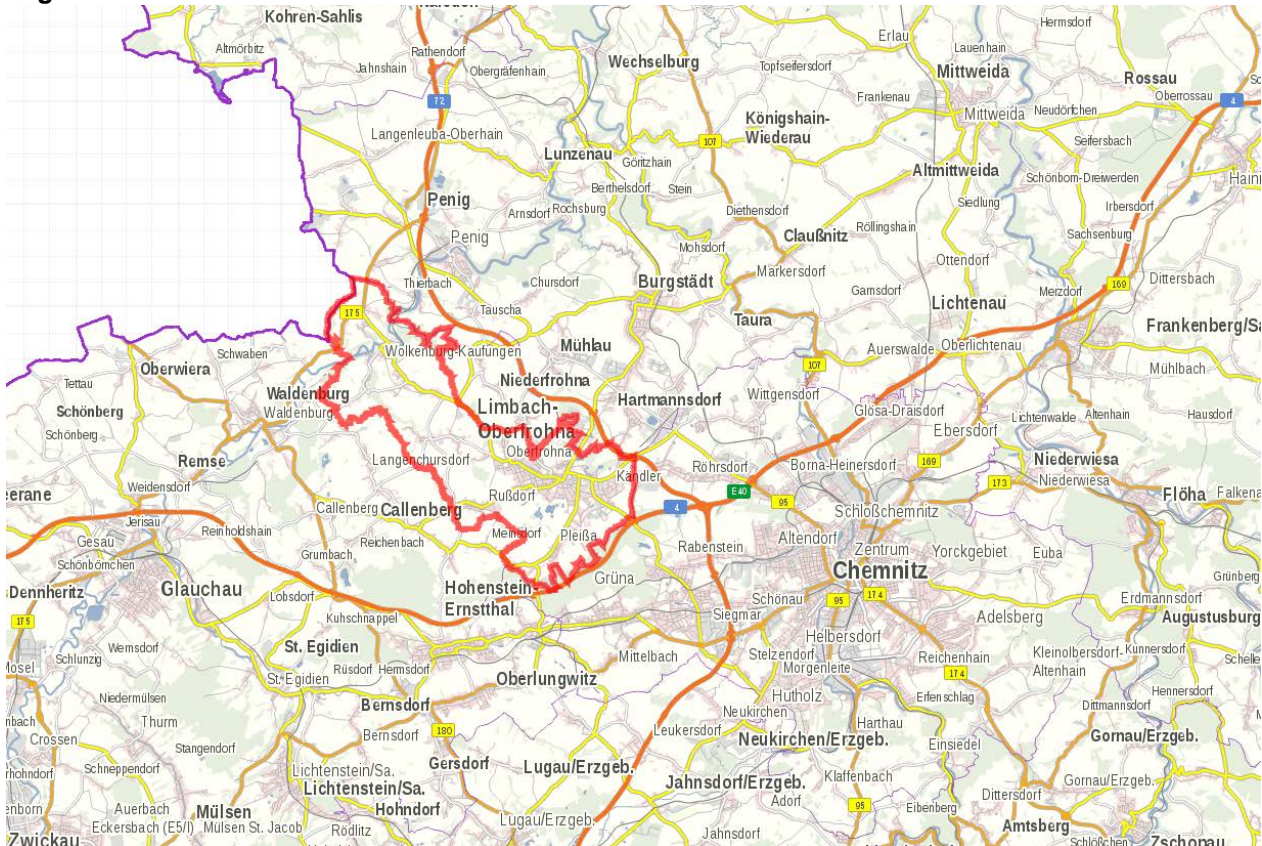 Kohren-Sahlis
Altmörbitz
Rathendorf
Jahnshain
Obergräfenhain
Wechselburg
Topfseifersdorf
Erlau
Lauenhain
Hermsdorf
Mittweida
Rossau
Oberrossau
72
4
Frankenau
Neudörfchen
Mittweida
Langenleuba-Oberhain
Königshain-
Wiederau
107
Seifersbach
Lunzenau
Göritzhain
Altmittweida
Schönborn-Dreiwerden
Berthelsdorf
Stein
Penig
Siedlung
Irbersdorf
Arnsdorf
Rochsburg
Diethensdorf
Röllingshain
Sachsenburg
Penig
Mohsdorf
Claußnitz
Ottendorf
Markersdorf
Dittersbach
Thierbach
Chursdorf
Burgstädt
Garnsdorf
Merzdorf
169
Lichtenau
175
Tauscha
Taura
Frankenberg/Sa
Wolkenburg-Kaufungen
Mühlau
Auerswalde
Oberlichtenau
Schwaben
Oberwiera
107
Mühlbach
Tettau
Niederfrohna
Waldenburg
Hartmannsdorf
Wittgensdorf
Schönberg
Waldenburg
Limbach-
Oberfrohna
Glösa-Draisdorf
Lichtenwalde
Altenhain
Hausdorf
Schönberg
Oberfrohna
Ebersdorf
Remse
Langenchursdorf
Kändler
Röhrsdorf
Borna-Heinersdorf
169
Niederwiesa
Weidensdorf
Rußdorf
E40
95
173
Niederwiesa
Flöha
Callenberg
Callenberg
4
Schloßchemnitz
Jerisau
Reinholdshain
Meinsdorf
Pleißa
Altendorf
Gesau
Reichenbach
Rabenstein
Zentrum
Yorckgebiet
Euba
Schönbörnchen
Grumbach
Grüna
Chemnitz
Dennheritz
Glauchau
Lobsdorf
Hohenstein-
Ernstthal
Schönau
95
174
Erdmannsdorf
175
Kuhschnappel
Siegmar
Adelsberg
Augustusburg
Wernsdorf
St. Egidien
Helbersdorf
Schlunzig
Rüsdorf
Hermsdorf
Mittelbach
Stelzendorf
Reichenhain
Kleinolbersdorf-
Altenhain
Kunnersdorf
St. Egidien
Oberlungwitz
Morgenleite
174
Niedermülsen
Bernsdorf
Hutholz
Erfenschlag
Hennersdorf
Thurm
Neukirchen
Dittmannsdorf
Crossen
Stangendorf
Bernsdorf
180
Leukersdorf
Harthau
Neukirchen/Erzgeb.
Einsiedel
Gornau/Erzgeb.
Schneppendorf
Lichtenstein/Sa.
Gersdorf
Lugau/Erzgeb.
Klaffenbach
Lichtenstein/Sa.
Jahnsdorf/Erzgeb.
Gornau/Erzgeb.
Auerbach
Mülsen
Hohndorf
Adorf
95
Eibenberg
Dittersdorf
Eckersbach (E5/I)
Mülsen St. Jacob
Rödlitz
Lugau/Erzgeb.
Jahnsdorf
Amtsberg
Zwickau
Schlößchen
Zschopau